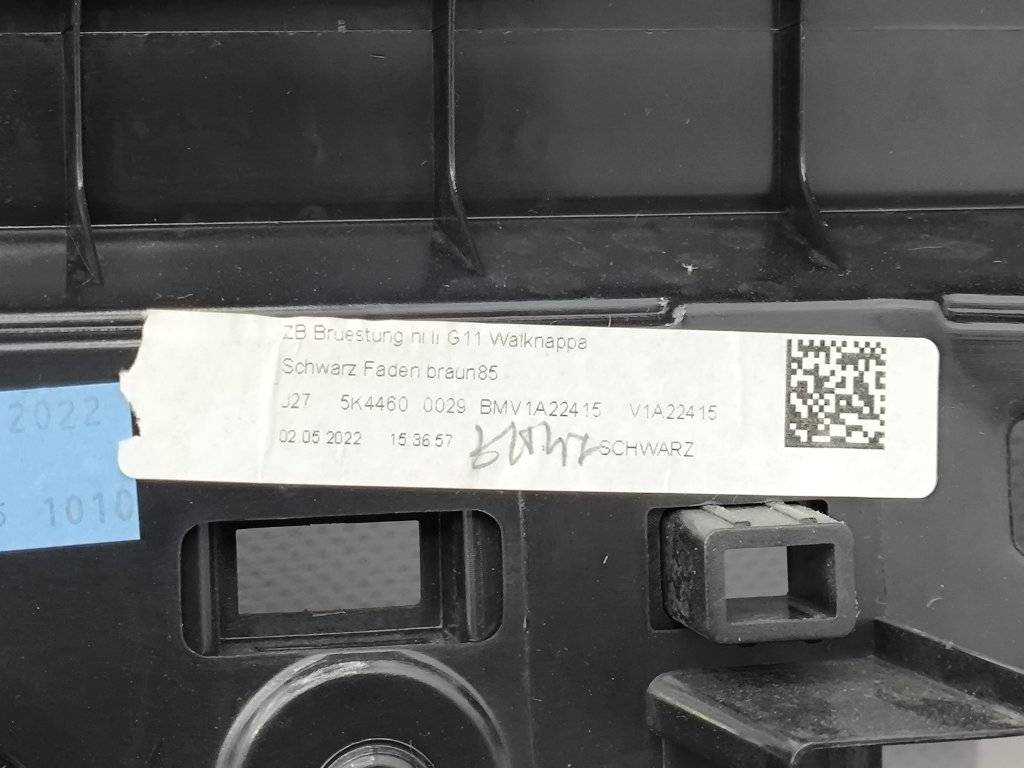 ZB Bruestung hi li G11 Walknappa
Schwarz Faden braun85
J27 5K4460 0029 BMV1A22415 V1A22415
02.05.2022 15:36:57 SCHWARZ
2022
1010